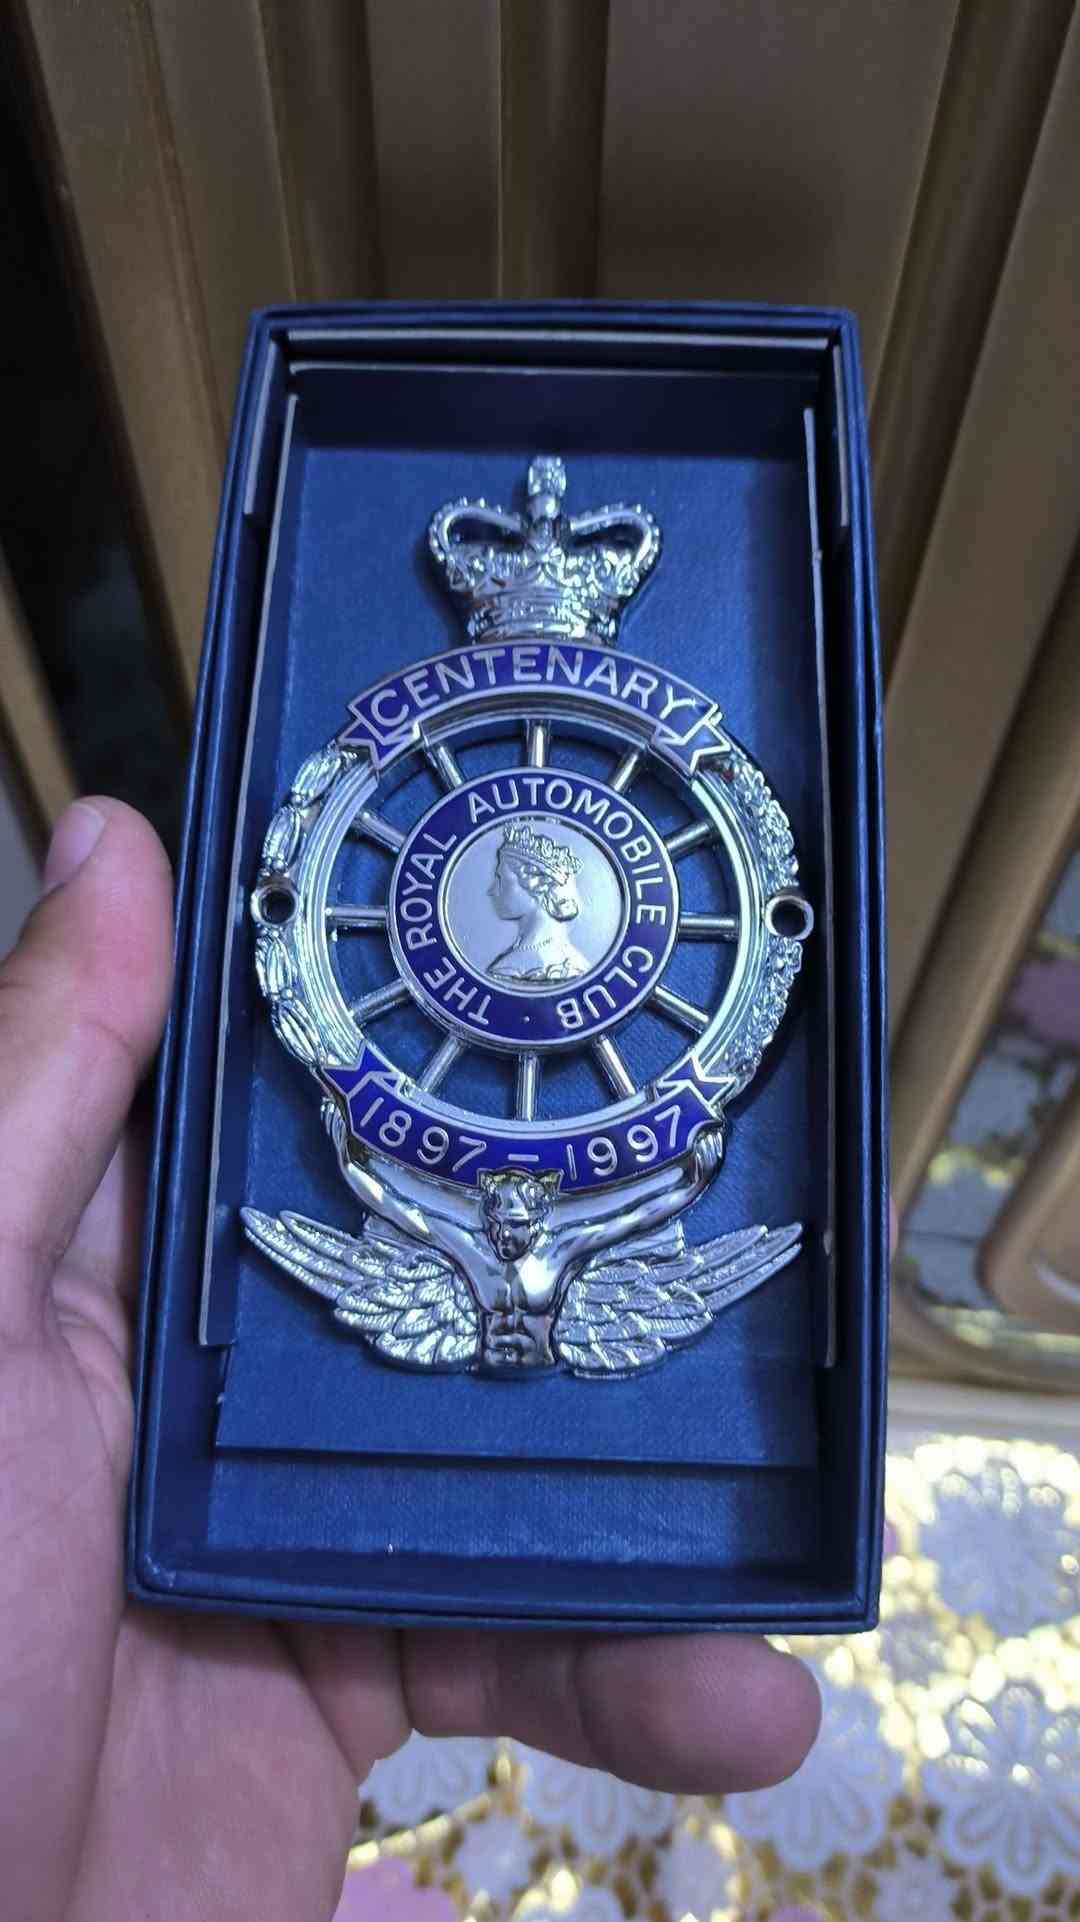 CENTENARY
THE ROYAL AUTOMOBILE CLUB ·
1897 - 1997